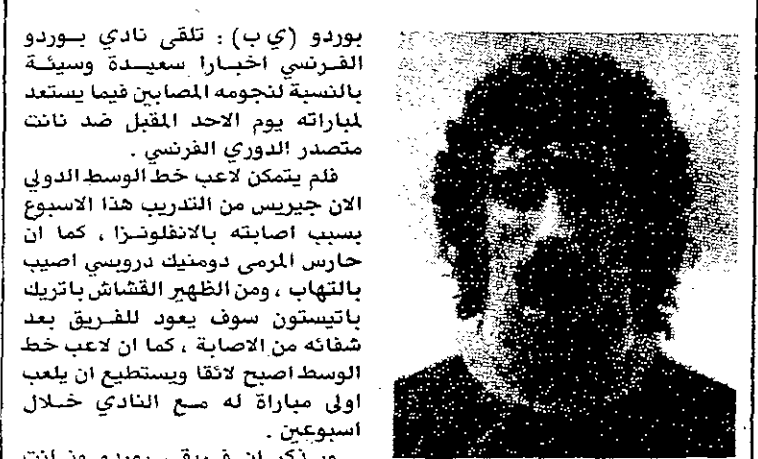 بوردو (ي ب) : تلقى نادي بوردو
الفرنسي اخبارا سعيدة وسيئة
بالنسبة لنجومه المصابين فيما يستعد
لمباراته يوم الاحد المقبل ضد نانت
متصدر الدوري الفرنسي .
فلم يتمكن لاعب خط الوسط الدولي
الان جيريس من التدريب هذا الاسبوع
بسبب اصابته بالانفلونزا ، كما ان
حارس المرمى دومنيك درويسي اصيب
بالتهاب ، ومن الظهير القشاش باتريك
باتيستون سوف يعود للفريق بعد
شفائه من الاصابة ، كما ان لاعب خط
الوسط اصبح لائقا ويستطيع ان يلعب
اولى مباراة له مع النادي خلال
اسبوعين .